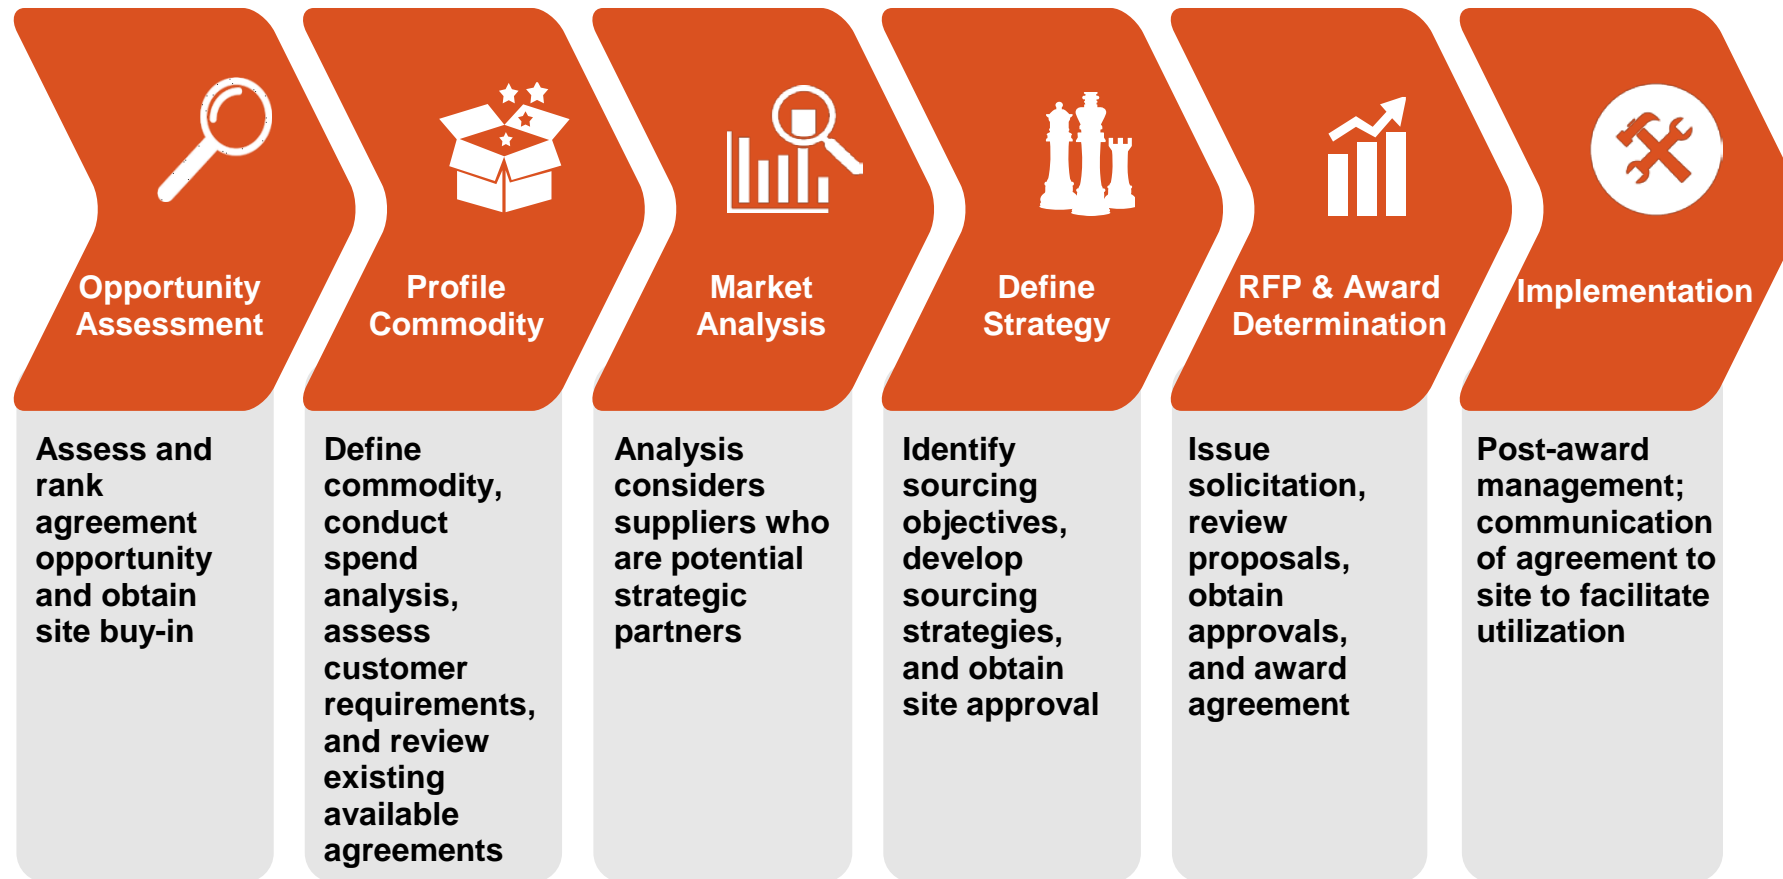 Opportunity
Assessment
Profile
Commodity
Market
Analysis
Define
Strategy
RFP & Award
Determination
Implementation
Assess and
rank
agreement
opportunity
and obtain
site buy-in
Define
commodity,
conduct
spend
analysis,
assess
customer
requirements,
and review
existing
available
agreements
Analysis
considers
suppliers who
are potential
strategic
partners
Identify
sourcing
objectives,
develop
sourcing
strategies,
and obtain
site approval
Issue
solicitation,
review
proposals,
obtain
approvals,
and award
agreement
Post-award
management;
communication
of agreement to
site to facilitate
utilization